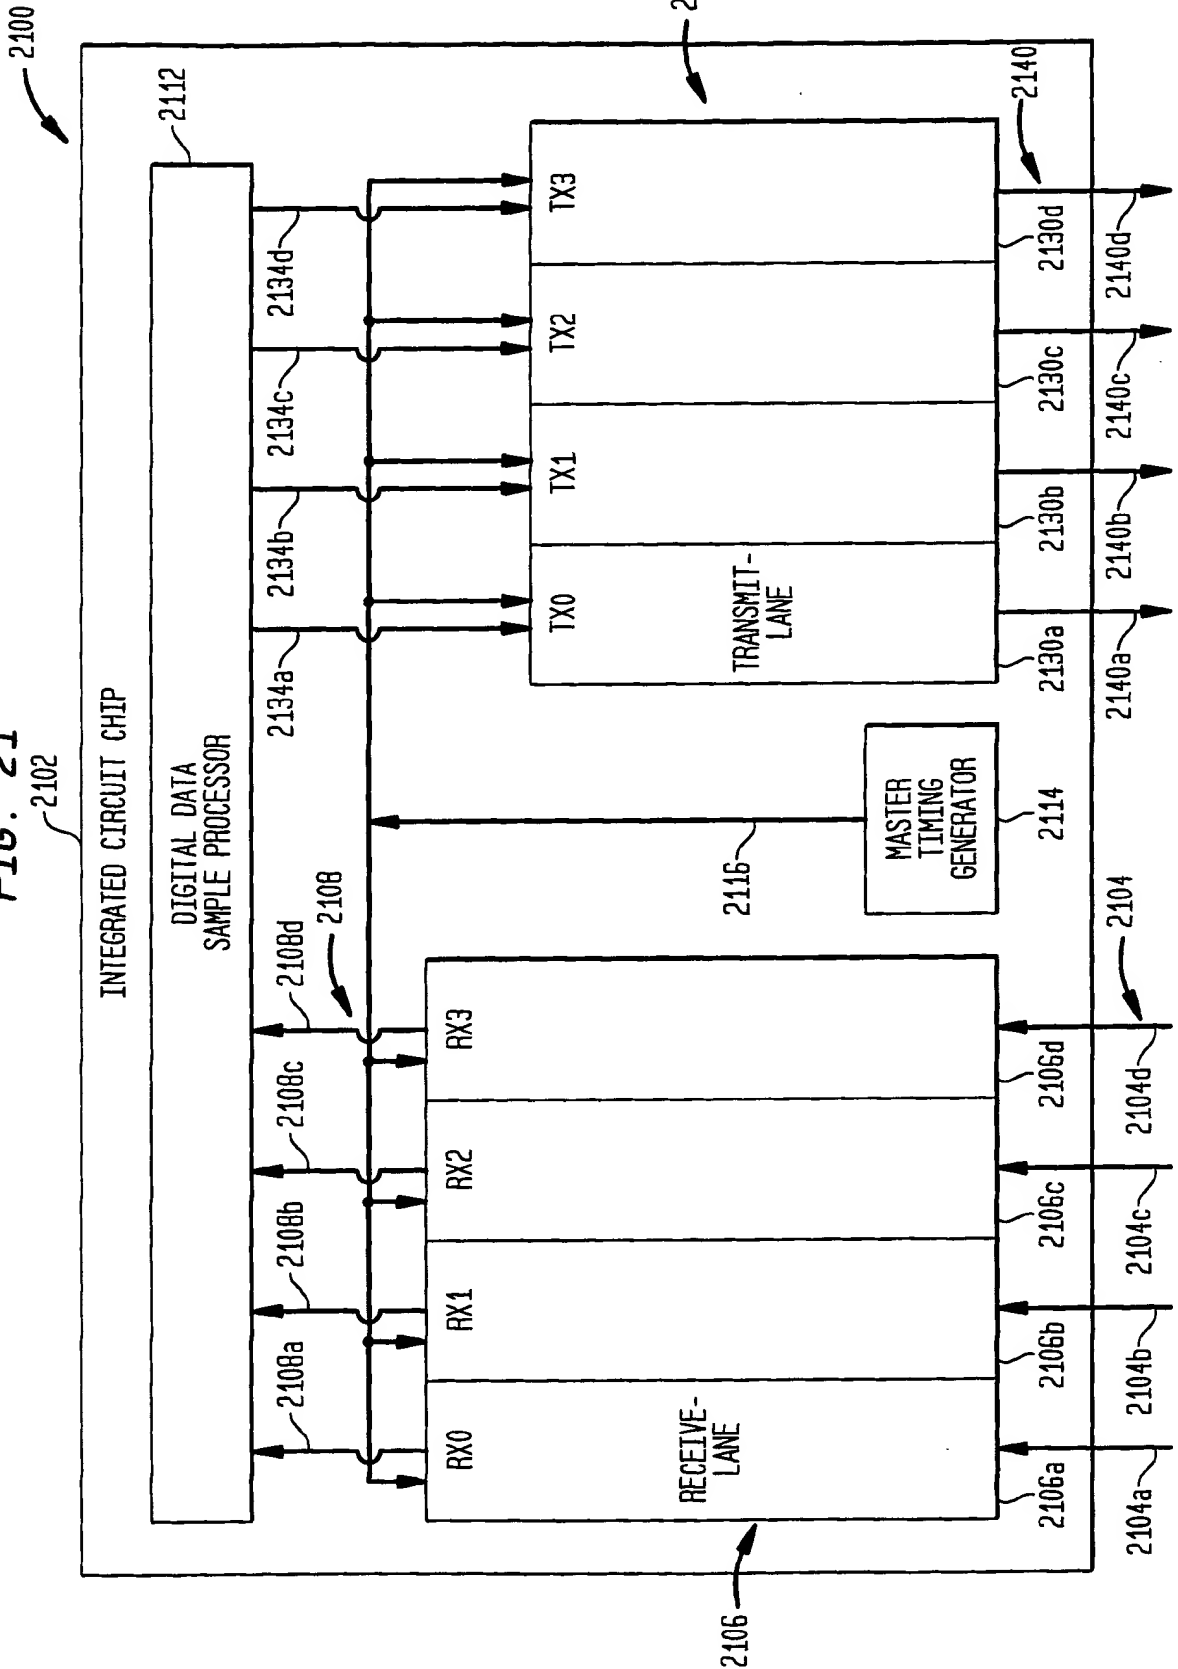 FIG. 21
2100
2102
INTEGRATED CIRCUIT CHIP
2112
DIGITAL DATA
SAMPLE PROCESSOR
2108a
2108b
2108c
2108d
2108
2134a
2134b
2134c
2134d
RX0
RX1
RX2
RX3
TX0
TX1
TX2
TX3
RECEIVE-
LANE
2116
TRANSMIT-
LANE
MASTER
TIMING
GENERATOR
2106
2106a
2106b
2106c
2106d
2114
2130a
2130b
2130c
2130d
2104a
2104b
2104c
2104d
2104
2140a
2140b
2140c
2140d
2140